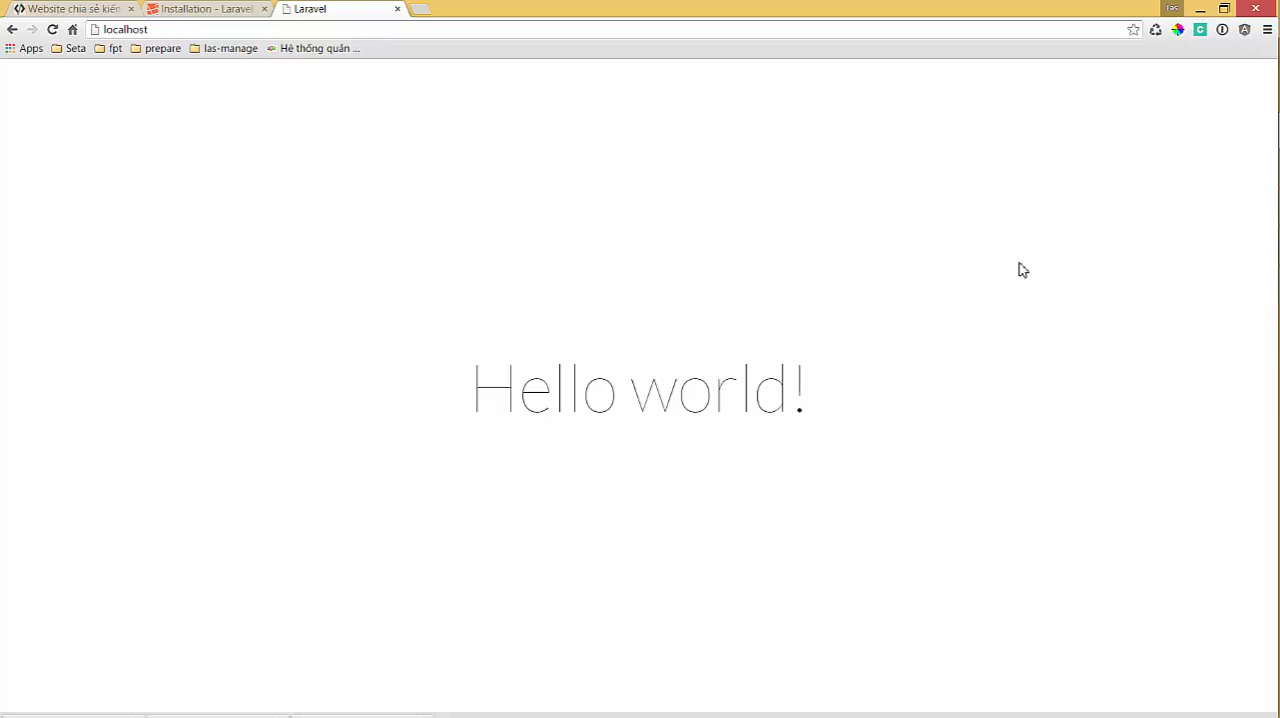 Website chia sẻ kiến
Installation - Laravel
Laravel
las
localhost
Apps
Seta
fpt
prepare
las-manage
Hệ thống quản ...
Hello world!